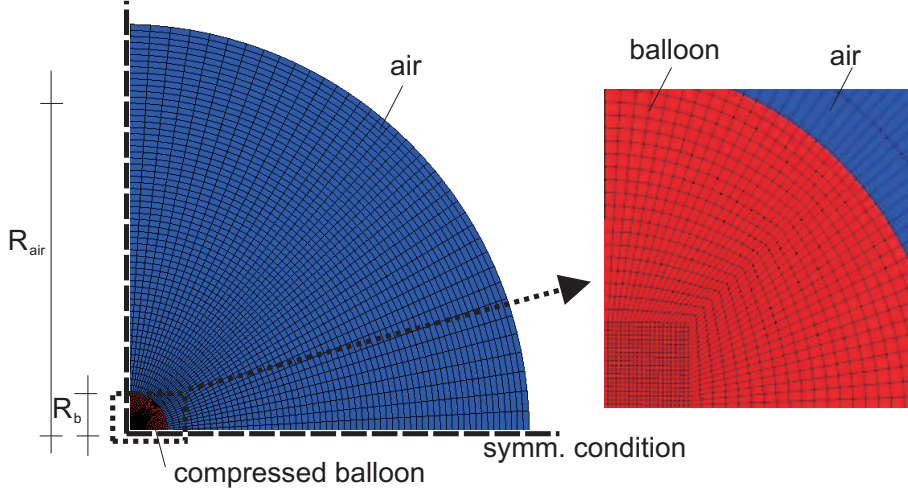 air
balloon
air
R_air
R_b
symm. condition
compressed balloon